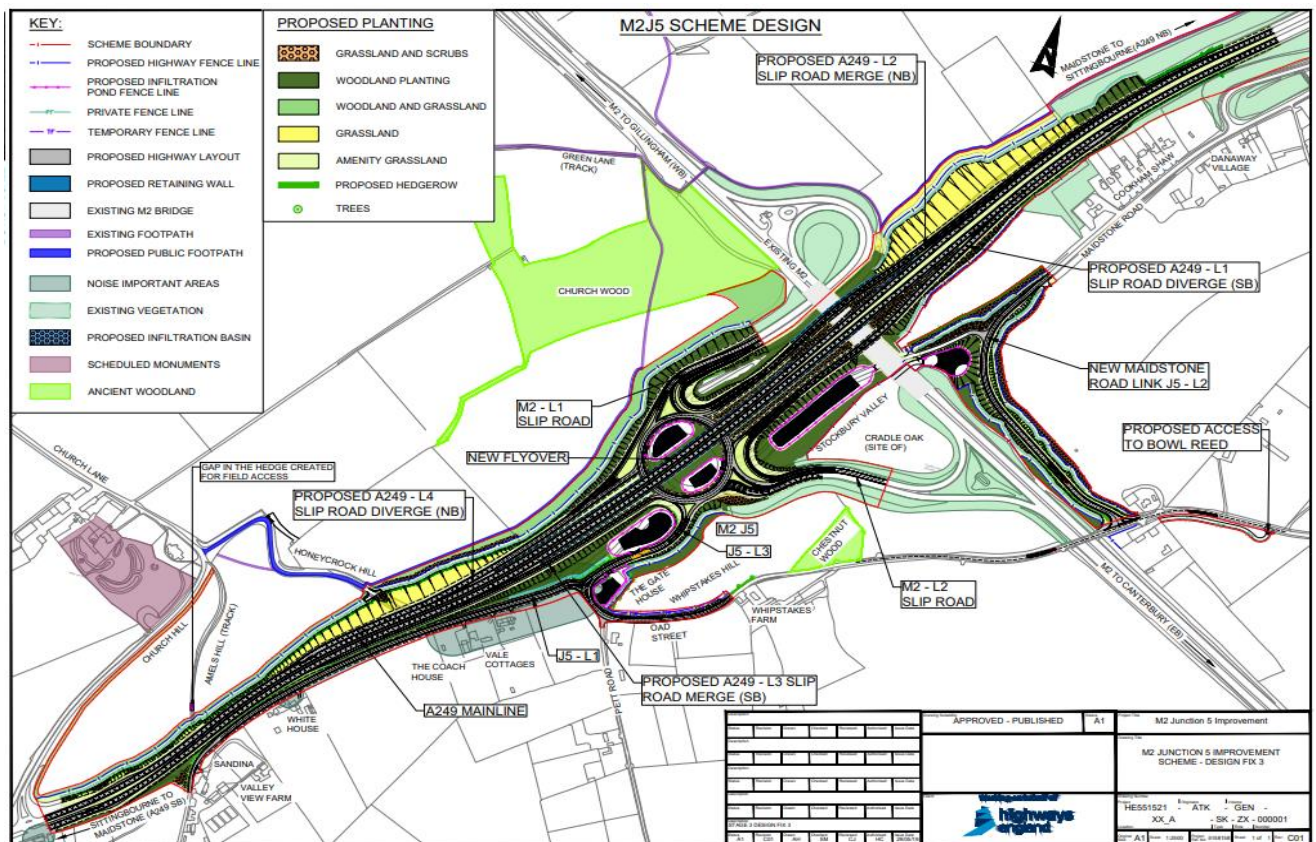 KEY:
SCHEME BOUNDARY
PROPOSED HIGHWAY FENCE LINE
PROPOSED INFILTRATION
POND FENCE LINE
PRIVATE FENCE LINE
TEMPORARY FENCE LINE
PROPOSED HIGHWAY LAYOUT
PROPOSED RETAINING WALL
EXISTING M2 BRIDGE
EXISTING FOOTPATH
PROPOSED PUBLIC FOOTPATH
NOISE IMPORTANT AREAS
EXISTING VEGETATION
PROPOSED INFILTRATION BASIN
SCHEDULED MONUMENTS
ANCIENT WOODLAND
PROPOSED PLANTING
GRASSLAND AND SCRUBS
WOODLAND PLANTING
WOODLAND AND GRASSLAND
GRASSLAND
AMENITY GRASSLAND
PROPOSED HEDGEROW
TREES
M2J5 SCHEME DESIGN
PROPOSED A249 - L2
SLIP ROAD MERGE (NB)
MAIDSTONE TO
SITTINGBOURNE (A249 NB)
M2 TO GILLINGHAM (WB)
GREEN LANE
(TRACK)
EXISTING M2
CHURCH WOOD
COOKHAM SHAW
DANAWAY
VILLAGE
MAIDSTONE ROAD
PROPOSED A249 - L1
SLIP ROAD DIVERGE (SB)
NEW MAIDSTONE
ROAD LINK J5 - L2
M2 - L1
SLIP ROAD
STOCKBURY VALLEY
CRADLE OAK
(SITE OF)
PROPOSED ACCESS
TO BOWL REED
NEW FLYOVER
CHURCH LANE
GAP IN THE HEDGE CREATED
FOR FIELD ACCESS
PROPOSED A249 - L4
SLIP ROAD DIVERGE (NB)
HONEYCROCK HILL
M2 J5
J5 - L3
CHESTNUT
WOOD
THE GATE
HOUSE
WHIPSTAKES HILL
M2 - L2
SLIP ROAD
M2 TO CANTERBURY (EB)
WHIPSTAKES
FARM
OAD
STREET
CHURCH HILL
AMELS HILL (TRACK)
THE COACH
HOUSE
VALE
COTTAGES
J5 - L1
PETT ROAD
PROPOSED A249 - L3 SLIP
ROAD MERGE (SB)
A249 MAINLINE
WHITE
HOUSE
SANDINA
VALLEY
VIEW FARM
SITTINGBOURNE TO
MAIDSTONE (A249 SB)
APPROVED - PUBLISHED
A1
M2 Junction 5 Improvement
M2 JUNCTION 5 IMPROVEMENT
SCHEME - DESIGN FIX 3
HE551521 - ATK - GEN -
XX_A - SK - ZX - 000001
highways
england
STAGE 3 DESIGN FIX 3
A1
1 of 1
C01